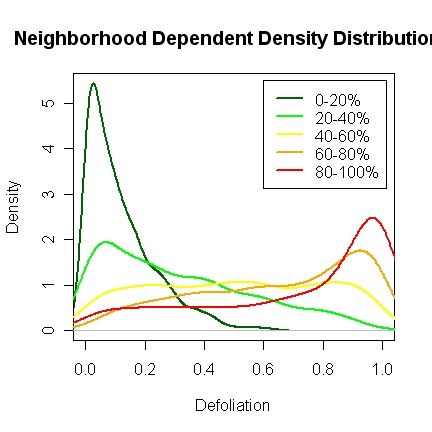 Neighborhood Dependent Density Distribution
Density
0
1
2
3
4
5
0-20%
20-40%
40-60%
60-80%
80-100%
0.0 0.2 0.4 0.6 0.8 1.0
Defoliation